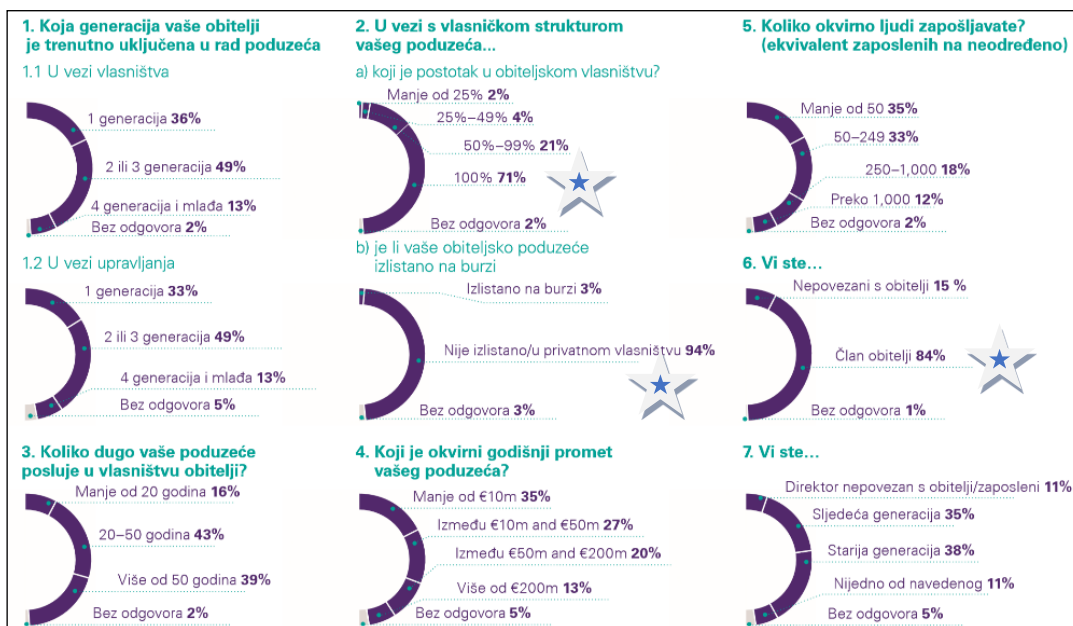 1. Koja generacija vaše obitelji
je trenutno uključena u rad poduzeća
1.1 U vezi vlasništva
1 generacija 36%
2 ili 3 generacija 49%
4 generacija i mlađa 13%
Bez odgovora 2%
1.2 U vezi upravljanja
1 generacija 33%
2 ili 3 generacija 49%
4 generacija i mlađa 13%
Bez odgovora 5%
2. U vezi s vlasničkom strukturom
vašeg poduzeća...
a) koji je postotak u obiteljskom vlasništvu?
Manje od 25% 2%
25%–49% 4%
50%–99% 21%
100% 71%
Bez odgovora 2%
b) je li vaše obiteljsko poduzeće
izlistano na burzi
Izlistano na burzi 3%
Nije izlistano/u privatnom vlasništvu 94%
Bez odgovora 3%
5. Koliko okvirno ljudi zapošljavate?
(ekvivalent zaposlenih na neodređeno)
Manje od 50 35%
50–249 33%
250–1,000 18%
Preko 1,000 12%
Bez odgovora 2%
6. Vi ste...
Nepovezani s obitelji 15 %
Član obitelji 84%
Bez odgovora 1%
3. Koliko dugo vaše poduzeće
posluje u vlasništvu obitelji?
Manje od 20 godina 16%
20–50 godina 43%
Više od 50 godina 39%
Bez odgovora 2%
4. Koji je okvirni godišnji promet
vašeg poduzeća?
Manje od €10m 35%
Između €10m and €50m 27%
Između €50m and €200m 20%
Više od €200m 13%
Bez odgovora 5%
7. Vi ste...
Direktor nepovezan s obitelji/zaposleni 11%
Sljedeća generacija 35%
Starija generacija 38%
Nijedno od navedenog 11%
Bez odgovora 5%